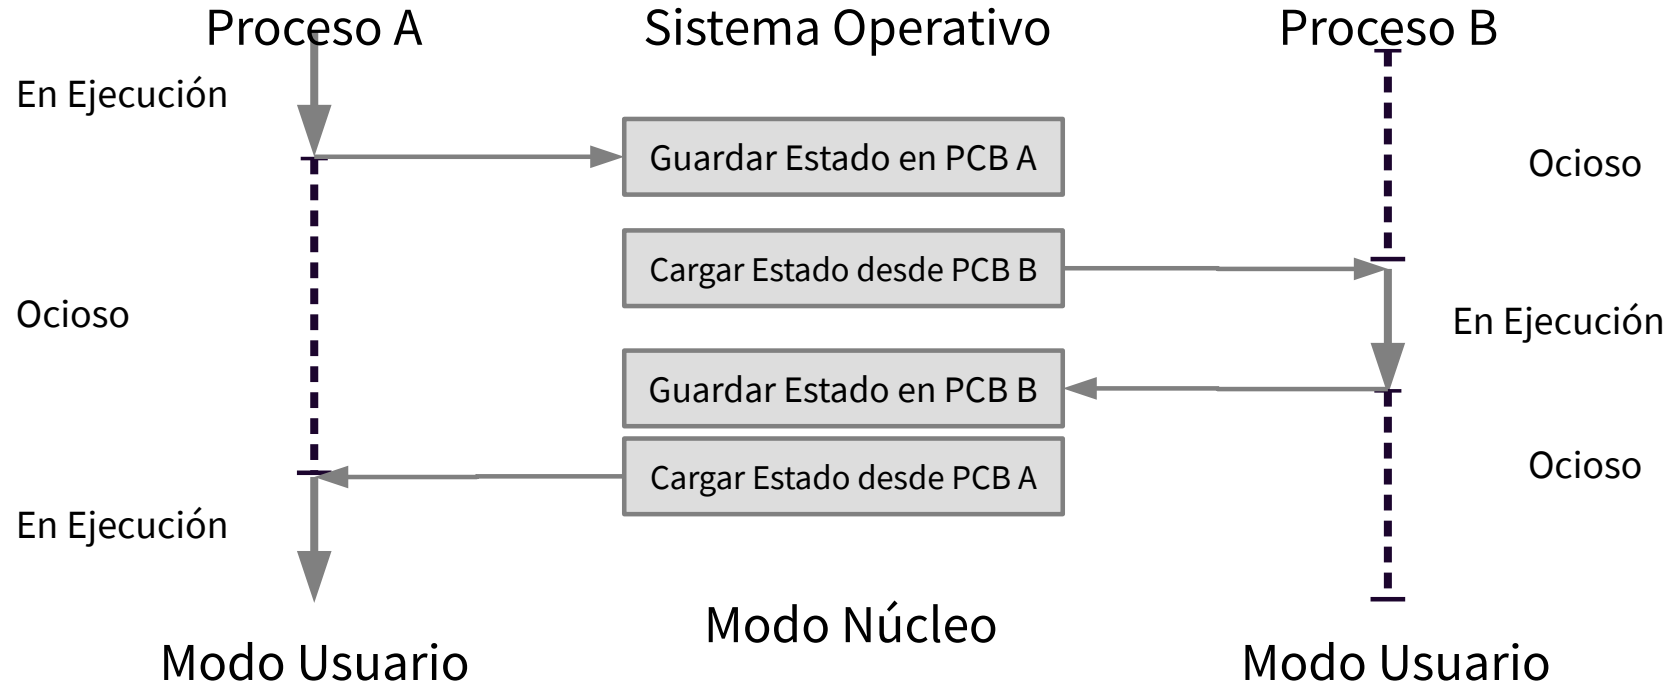 Proceso A
Sistema Operativo
Proceso B
En Ejecución
Guardar Estado en PCB A
Ocioso
Cargar Estado desde PCB B
Ocioso
En Ejecución
Guardar Estado en PCB B
Cargar Estado desde PCB A
Ocioso
En Ejecución
Modo Núcleo
Modo Usuario
Modo Usuario